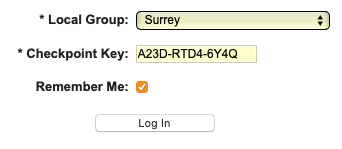 * Local Group: Surrey
* Checkpoint Key: A23D-RTD4-6Y4Q
Remember Me:
Log In